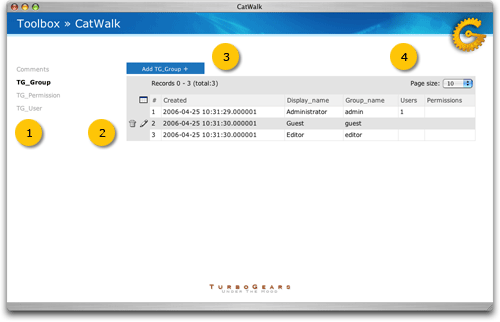 CatWalk
Toolbox » CatWalk
3
4
Add TG_Group +
Comments
Records 0 - 3 (total:3)
Page size: 10
TG_Group
TG_Permission
TG_User
# Created Display_name Group_name Users Permissions
1 2006-04-25 10:31:29.000001 Administrator admin 1
2 2006-04-25 10:31:30.000001 Guest guest
3 2006-04-25 10:31:30.000001 Editor editor
1
2
TURBOGEARS
UNDER THE HOOD